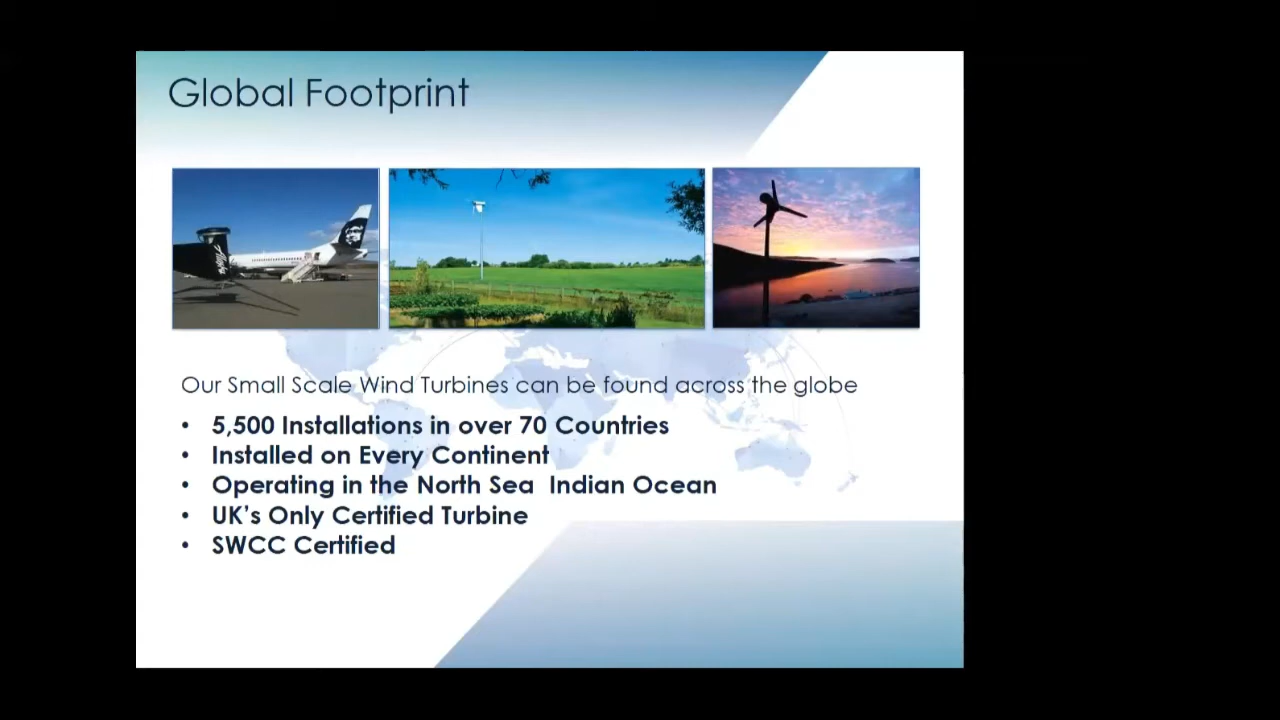 Global Footprint
Our Small Scale Wind Turbines can be found across the globe
• 5,500 Installations in over 70 Countries
• Installed on Every Continent
• Operating in the North Sea  Indian Ocean
• UK's Only Certified Turbine
• SWCC Certified